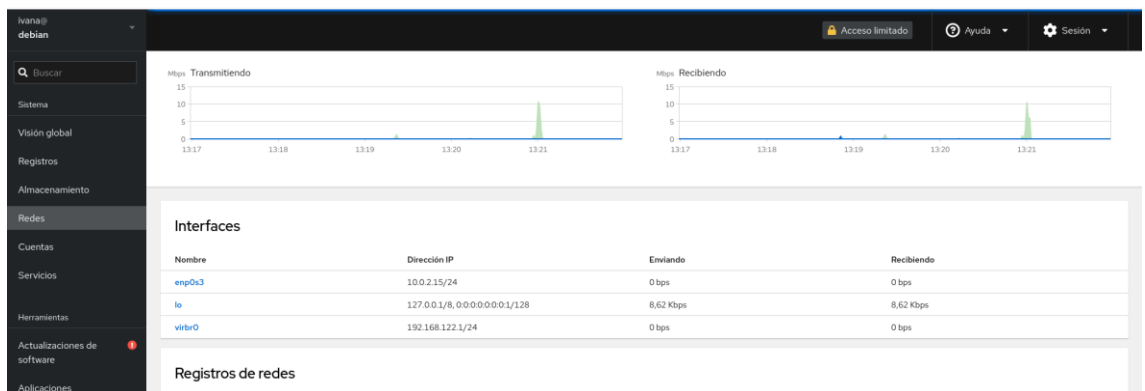 ivana@
debian
Acceso limitado
Ayuda
Sesión
Buscar
Sistema
Visión global
Registros
Almacenamiento
Redes
Cuentas
Servicios
Herramientas
Actualizaciones de
software
Aplicaciones
Mbps Transmitiendo
15
10
5
0
13:17 13:18 13:19 13:20 13:21
Mbps Recibiendo
15
10
5
0
13:17 13:18 13:19 13:20 13:21
Interfaces
Nombre Dirección IP Enviando Recibiendo
enp0s3 10.0.2.15/24 0 bps 0 bps
lo 127.0.0.1/8, 0:0:0:0:0:0:0:1/128 8,62 Kbps 8,62 Kbps
virbr0 192.168.122.1/24 0 bps 0 bps
Registros de redes